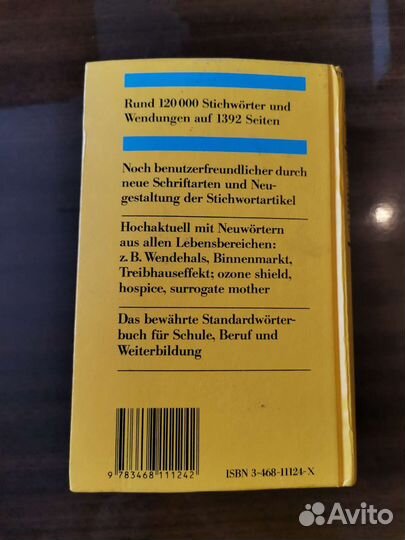 Rund 120 000 Stichwörter und
Wendungen auf 1392 Seiten
Noch benutzerfreundlicher durch
neue Schriftarten und Neu-
gestaltung der Stichwortartikel
Hochaktuell mit Neuwörtern
aus allen Lebensbereichen:
z. B. Wendehals, Binnenmarkt,
Treibhauseffekt; ozone shield,
hospice, surrogate mother
Das bewährte Standardwörter-
buch für Schule, Beruf und
Weiterbildung
9 783468 111242
ISBN 3-468-11124-X
Avito